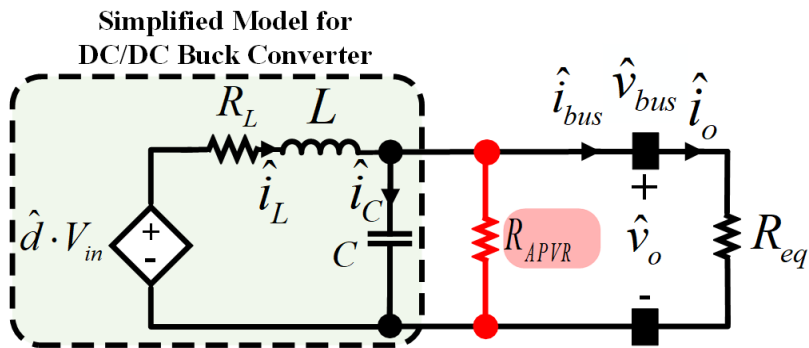 Simplified Model for
DC/DC Buck Converter
R_L
L
î_L
î_C
C
d̂ · V_in
+
-
R_APVR
î_bus
v̂_bus
î_o
+
v̂_o
-
R_eq